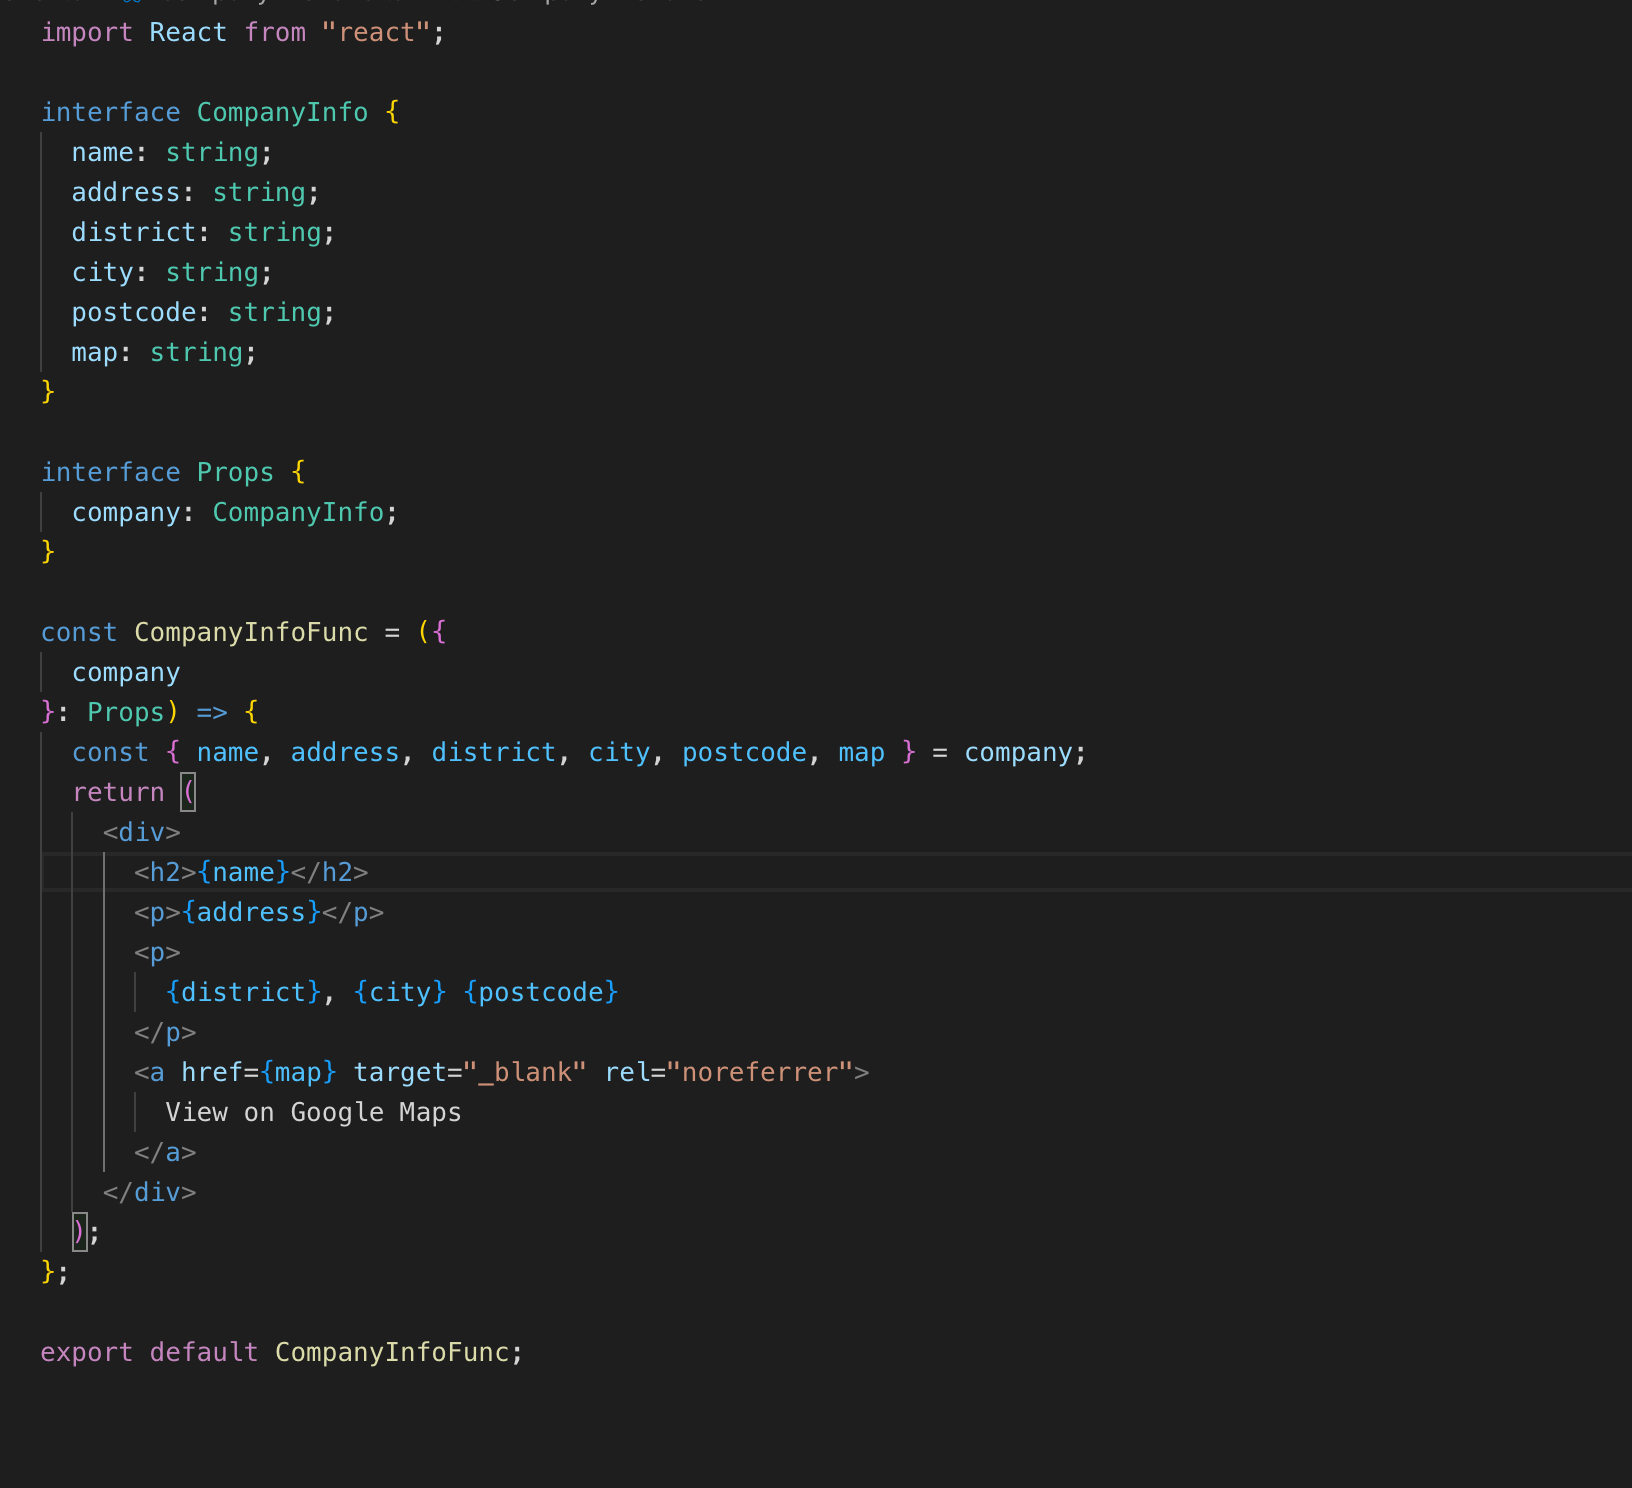 import React from "react";

interface CompanyInfo {
  name: string;
  address: string;
  district: string;
  city: string;
  postcode: string;
  map: string;
}

interface Props {
  company: CompanyInfo;
}

const CompanyInfoFunc = ({
  company
}: Props) => {
  const { name, address, district, city, postcode, map } = company;
  return (
    <div>
      <h2>{name}</h2>
      <p>{address}</p>
      <p>
        {district}, {city} {postcode}
      </p>
      <a href={map} target="_blank" rel="noreferrer">
        View on Google Maps
      </a>
    </div>
  );
};

export default CompanyInfoFunc;